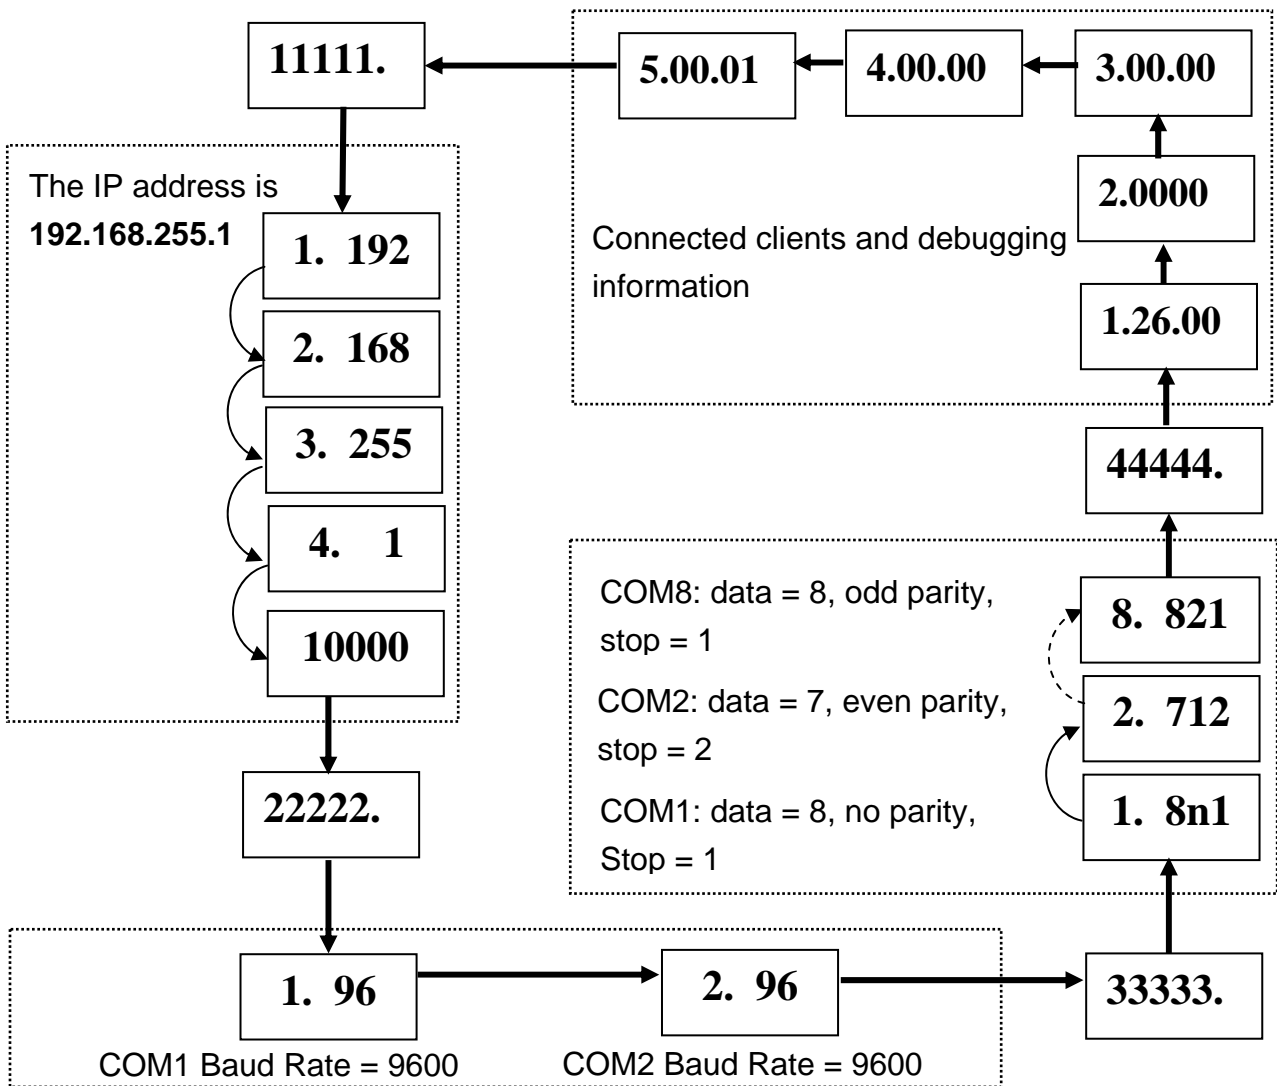 11111.
The IP address is
192.168.255.1
1. 192
2. 168
3. 255
4. 1
10000
22222.
1. 96
2. 96
COM1 Baud Rate = 9600
COM2 Baud Rate = 9600
33333.
COM8: data = 8, odd parity,
stop = 1
COM2: data = 7, even parity,
stop = 2
COM1: data = 8, no parity,
Stop = 1
1. 8n1
2. 712
8. 821
44444.
Connected clients and debugging
information
1.26.00
2.0000
3.00.00
4.00.00
5.00.01